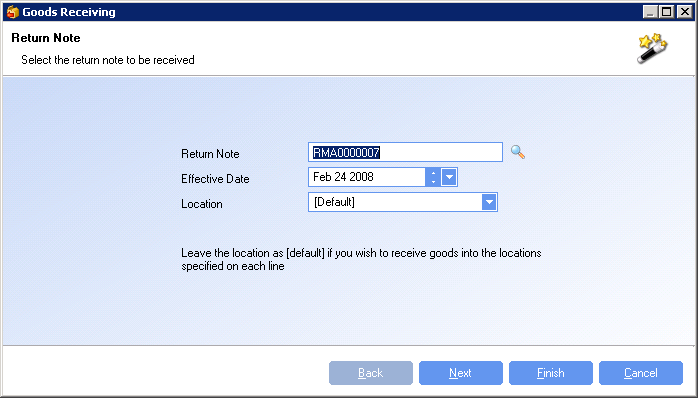 Goods Receiving
Return Note
Select the return note to be received
Return Note RMA0000007
Effective Date Feb 24 2008
Location [Default]
Leave the location as [default] if you wish to receive goods into the locations
specified on each line
Back Next Finish Cancel